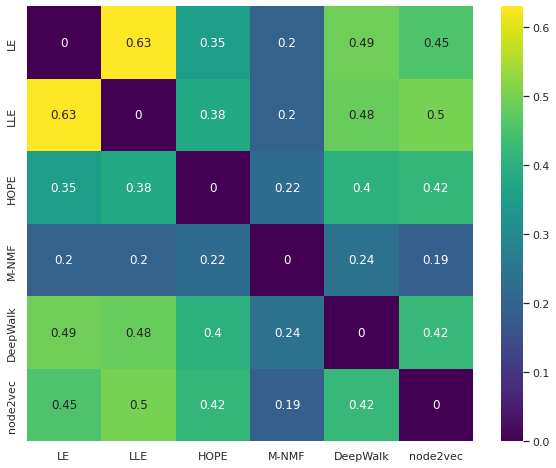 LE 0 0.63 0.35 0.2 0.49 0.45
LLE 0.63 0 0.38 0.2 0.48 0.5
HOPE 0.35 0.38 0 0.22 0.4 0.42
M-NMF 0.2 0.2 0.22 0 0.24 0.19
DeepWalk 0.49 0.48 0.4 0.24 0 0.42
node2vec 0.45 0.5 0.42 0.19 0.42 0
LE LLE HOPE M-NMF DeepWalk node2vec
0.6
0.5
0.4
0.3
0.2
0.1
0.0